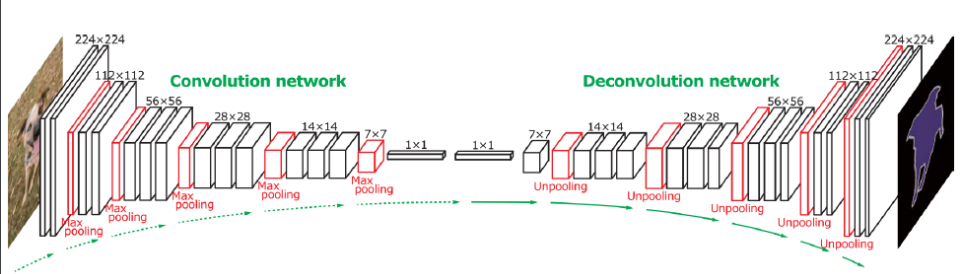 224×224
112×112
56×56
28×28
14×14
7×7
1×1
1×1
7×7
14×14
28×28
56×56
112×112
224×224
Convolution network
Deconvolution network
Max
pooling
Max
pooling
Max
pooling
Max
pooling
Max
pooling
Unpooling
Unpooling
Unpooling
Unpooling
Unpooling